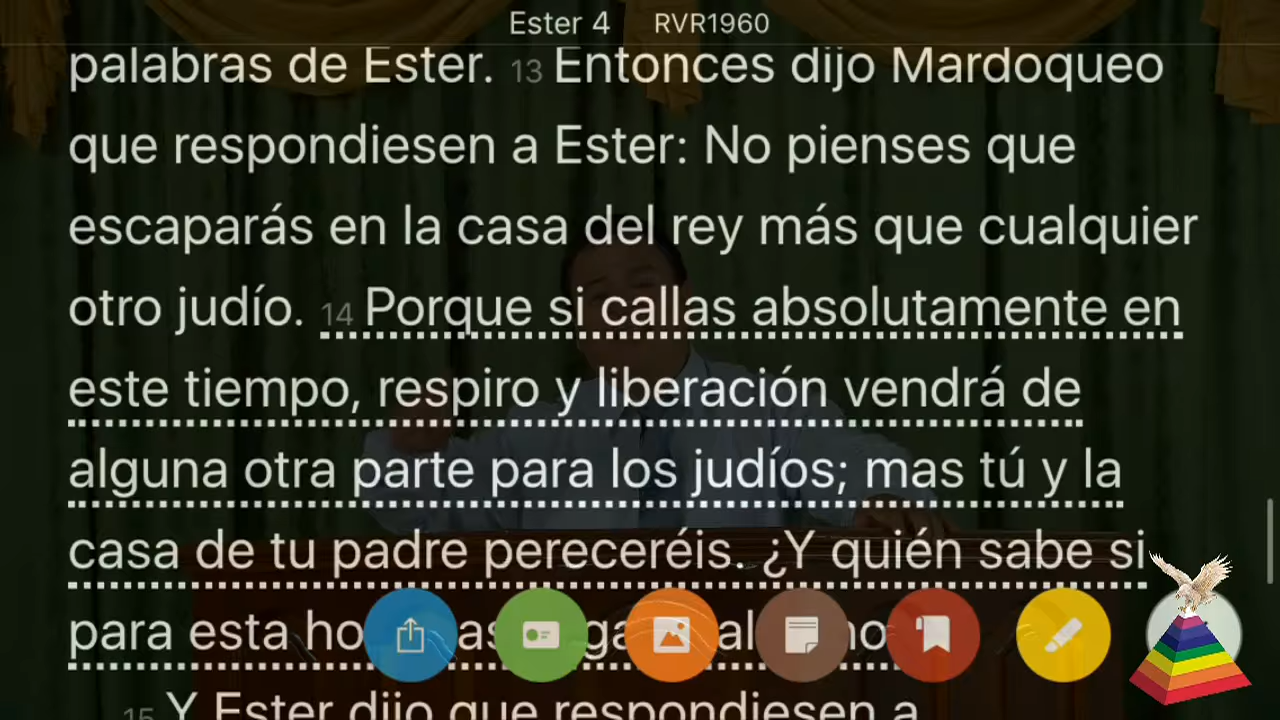 Ester 4 RVR1960
palabras de Ester. 13 Entonces dijo Mardoqueo
que respondiesen a Ester: No pienses que
escaparás en la casa del rey más que cualquier
otro judío. 14 Porque si callas absolutamente en
este tiempo, respiro y liberación vendrá de
alguna otra parte para los judíos; mas tú y la
casa de tu padre pereceréis. ¿Y quién sabe si
para esta
15 Y Ester dijo que respondiesen a